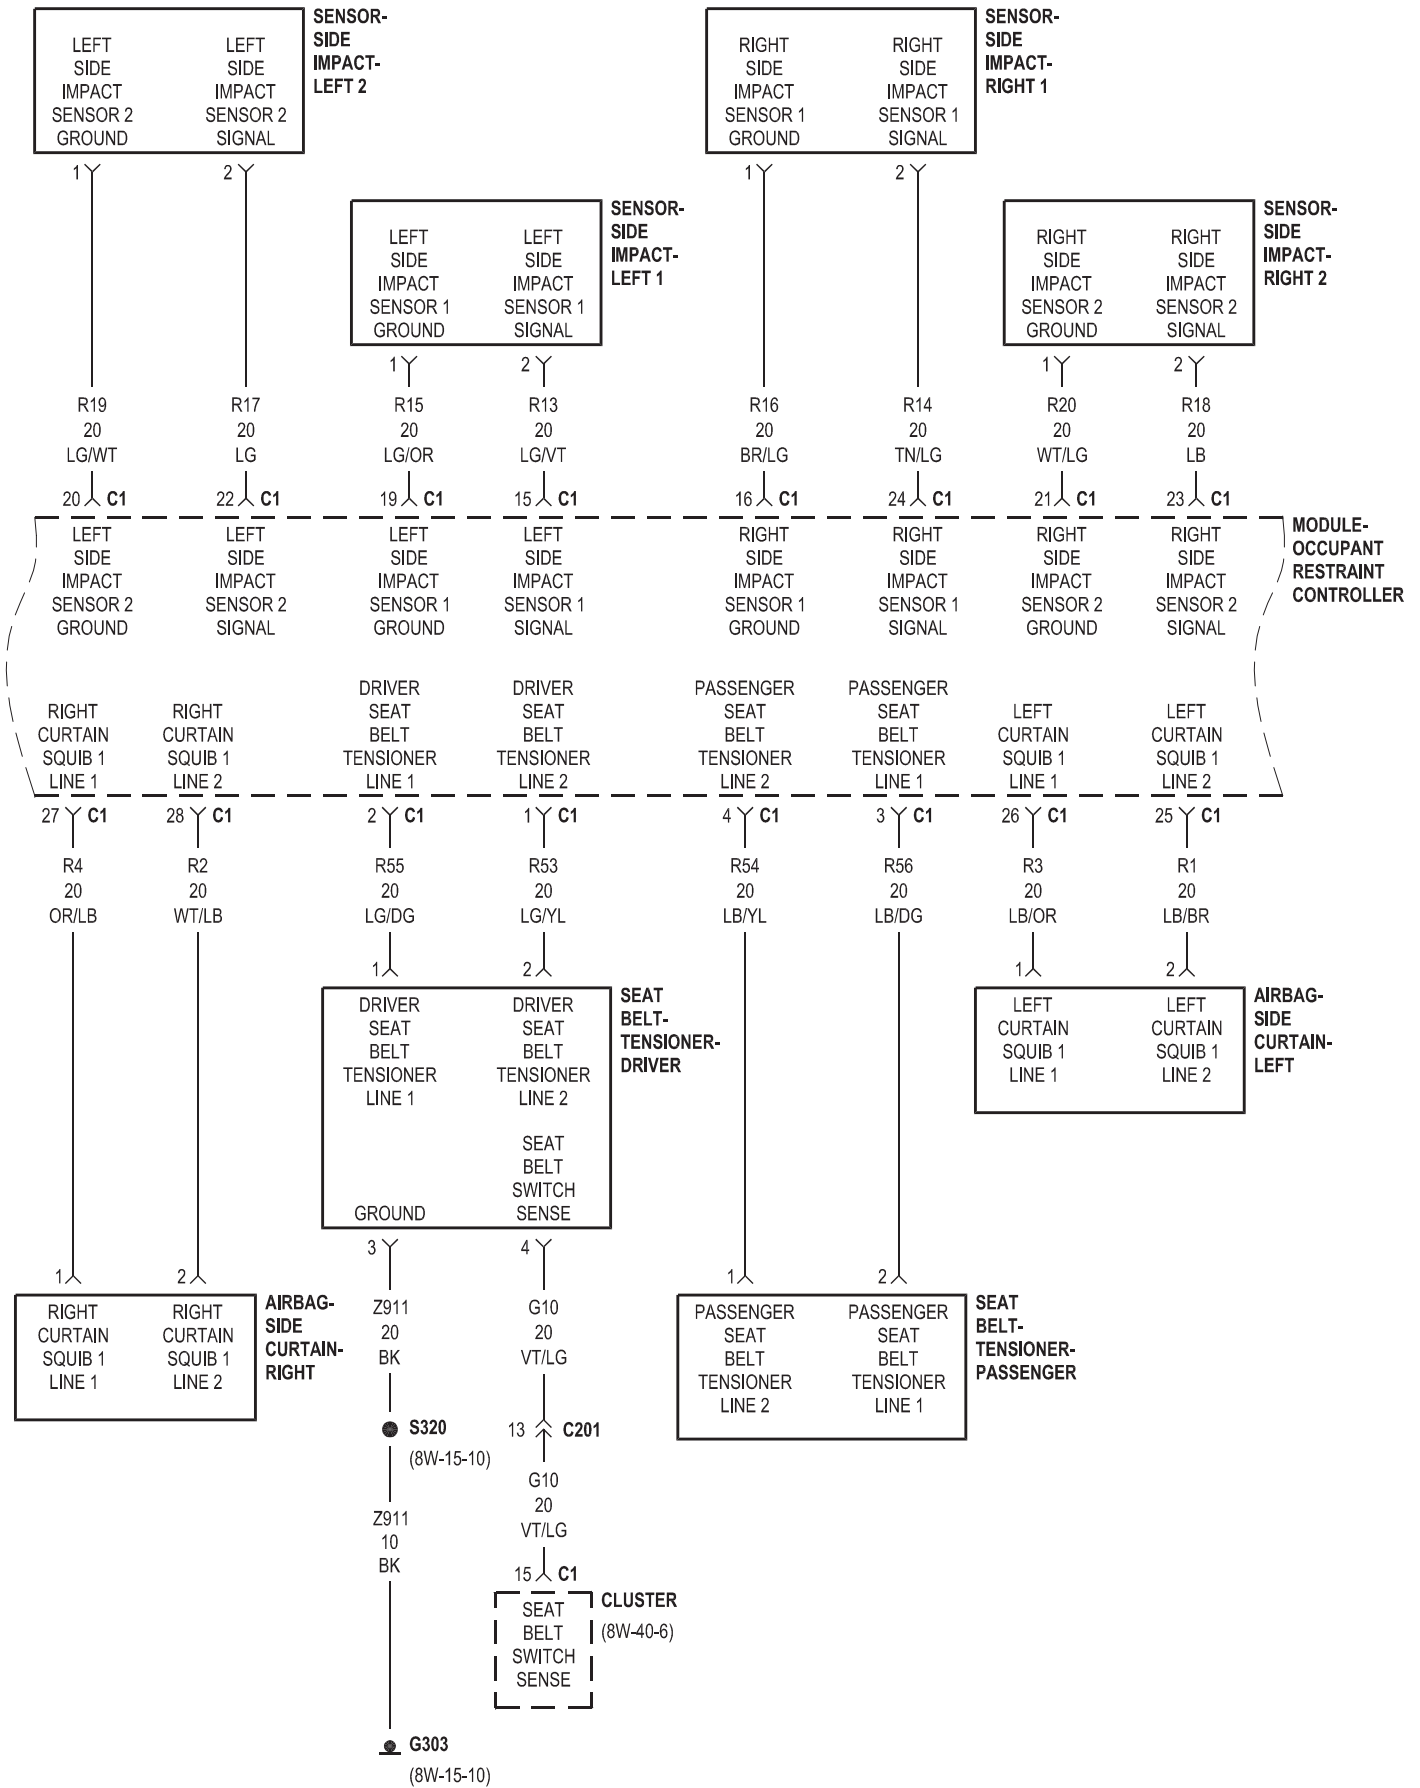 SENSOR-
SIDE
IMPACT-
LEFT 2
LEFT
SIDE
IMPACT
SENSOR 2
GROUND
LEFT
SIDE
IMPACT
SENSOR 2
SIGNAL
1
2
SENSOR-
SIDE
IMPACT-
RIGHT 1
RIGHT
SIDE
IMPACT
SENSOR 1
GROUND
RIGHT
SIDE
IMPACT
SENSOR 1
SIGNAL
1
2
SENSOR-
SIDE
IMPACT-
LEFT 1
LEFT
SIDE
IMPACT
SENSOR 1
GROUND
LEFT
SIDE
IMPACT
SENSOR 1
SIGNAL
1
2
SENSOR-
SIDE
IMPACT-
RIGHT 2
RIGHT
SIDE
IMPACT
SENSOR 2
GROUND
RIGHT
SIDE
IMPACT
SENSOR 2
SIGNAL
1
2
R19
20
LG/WT
20 C1
R17
20
LG
22 C1
R15
20
LG/OR
19 C1
R13
20
LG/VT
15 C1
R16
20
BR/LG
16 C1
R14
20
TN/LG
24 C1
R20
20
WT/LG
21 C1
R18
20
LB
23 C1
MODULE-
OCCUPANT
RESTRAINT
CONTROLLER
LEFT
SIDE
IMPACT
SENSOR 2
GROUND
LEFT
SIDE
IMPACT
SENSOR 2
SIGNAL
LEFT
SIDE
IMPACT
SENSOR 1
GROUND
LEFT
SIDE
IMPACT
SENSOR 1
SIGNAL
RIGHT
SIDE
IMPACT
SENSOR 1
GROUND
RIGHT
SIDE
IMPACT
SENSOR 1
SIGNAL
RIGHT
SIDE
IMPACT
SENSOR 2
GROUND
RIGHT
SIDE
IMPACT
SENSOR 2
SIGNAL
RIGHT
CURTAIN
SQUIB 1
LINE 1
RIGHT
CURTAIN
SQUIB 1
LINE 2
DRIVER
SEAT
BELT
TENSIONER
LINE 1
DRIVER
SEAT
BELT
TENSIONER
LINE 2
PASSENGER
SEAT
BELT
TENSIONER
LINE 2
PASSENGER
SEAT
BELT
TENSIONER
LINE 1
LEFT
CURTAIN
SQUIB 1
LINE 1
LEFT
CURTAIN
SQUIB 1
LINE 2
27 C1
R4
20
OR/LB
28 C1
R2
20
WT/LB
2 C1
R55
20
LG/DG
1
1 C1
R53
20
LG/YL
2
4 C1
R54
20
LB/YL
3 C1
R56
20
LB/DG
26 C1
R3
20
LB/OR
1
25 C1
R1
20
LB/BR
2
SEAT
BELT-
TENSIONER-
DRIVER
DRIVER
SEAT
BELT
TENSIONER
LINE 1
DRIVER
SEAT
BELT
TENSIONER
LINE 2
GROUND
SEAT
BELT
SWITCH
SENSE
AIRBAG-
SIDE
CURTAIN-
LEFT
LEFT
CURTAIN
SQUIB 1
LINE 1
LEFT
CURTAIN
SQUIB 1
LINE 2
1
2
3
4
1
2
AIRBAG-
SIDE
CURTAIN-
RIGHT
RIGHT
CURTAIN
SQUIB 1
LINE 1
RIGHT
CURTAIN
SQUIB 1
LINE 2
Z911
20
BK
G10
20
VT/LG
SEAT
BELT-
TENSIONER-
PASSENGER
PASSENGER
SEAT
BELT
TENSIONER
LINE 2
PASSENGER
SEAT
BELT
TENSIONER
LINE 1
S320
(8W-15-10)
13 C201
G10
20
VT/LG
Z911
10
BK
15 C1
CLUSTER
(8W-40-6)
SEAT
BELT
SWITCH
SENSE
G303
(8W-15-10)